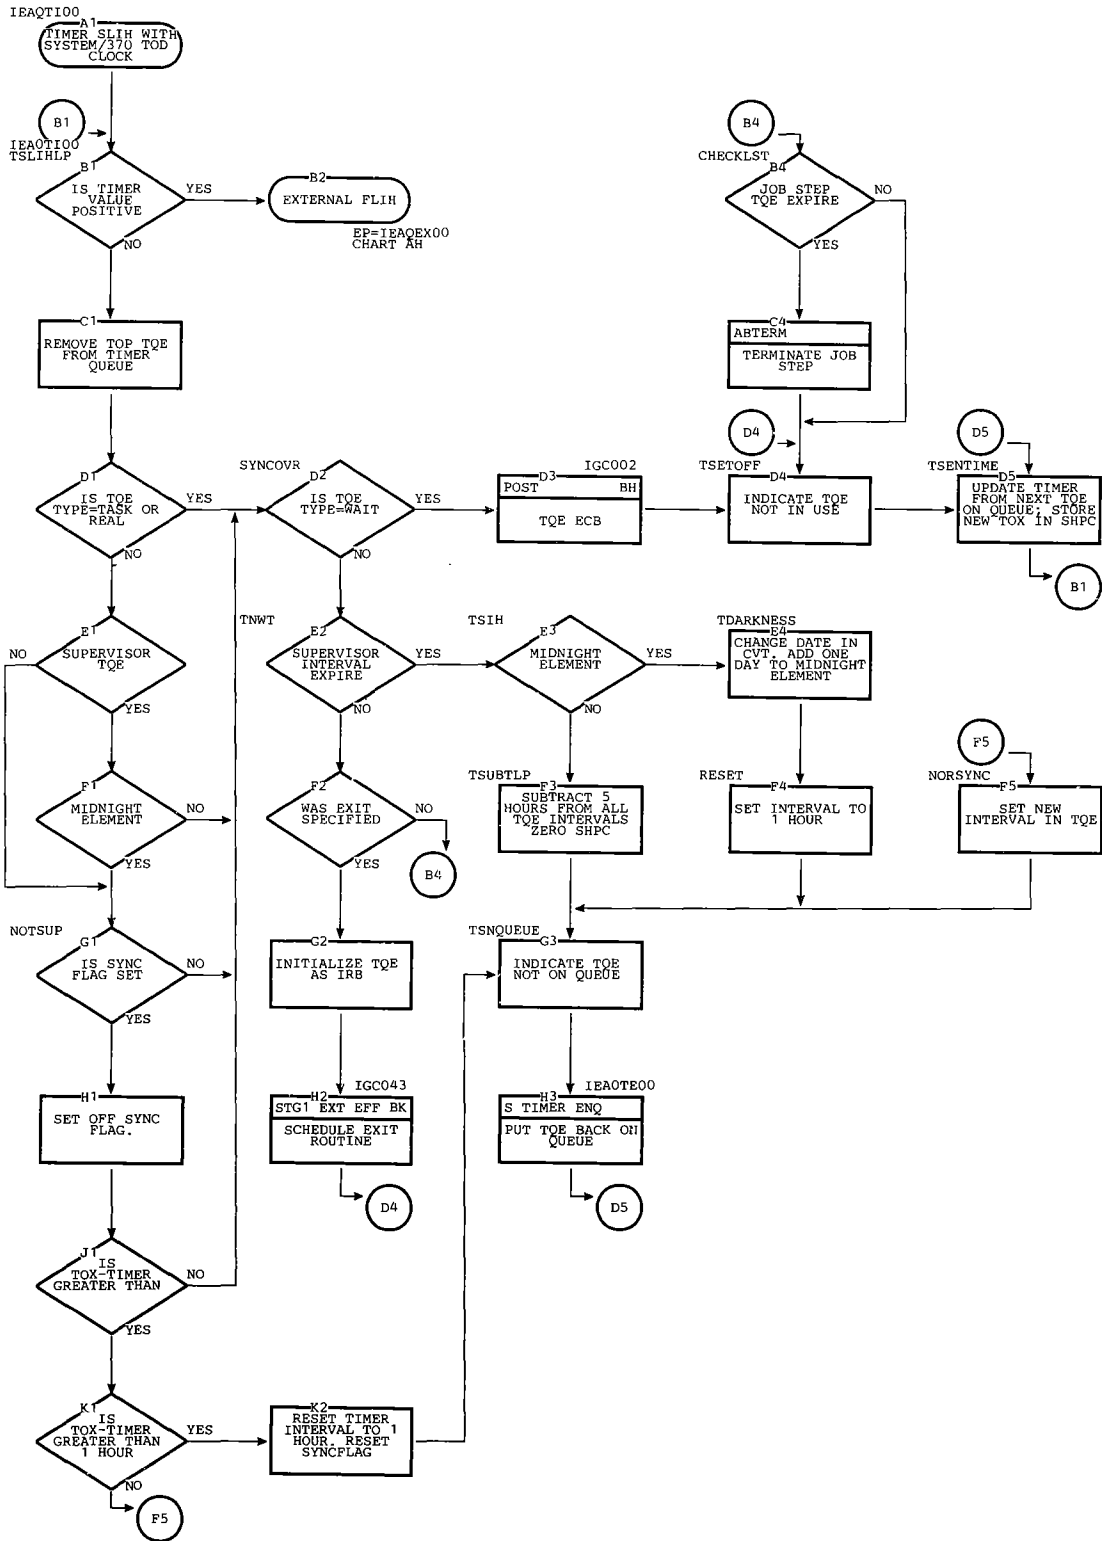 IEAQTI00
A1
TIMER SLIH WITH
SYSTEM/370 TOD
CLOCK
B1
IEAOTI00
TSLIHLP
B1
IS TIMER
VALUE
POSITIVE
YES
NO
B2
EXTERNAL FLIH
EP=IEAQEX00
CHART AH
B4
CHECKLST
B4
JOB STEP
TQE EXPIRE
NO
YES
C1
REMOVE TOP TQE
FROM TIMER
QUEUE
C4
ABTERM
TERMINATE JOB
STEP
D4
D5
D1
IS TQE
TYPE=TASK OR
REAL
YES
NO
SYNCOVR
D2
IS TQE
TYPE=WAIT
YES
NO
IGC002
D3
POST BH
TQE ECB
TSETOFF
D4
INDICATE TQE
NOT IN USE
TSENTIME
D5
UPDATE TIMER
FROM NEXT TQE
ON QUEUE; STORE
NEW TOX IN SHPC
B1
E1
SUPERVISOR
TQE
NO
YES
TNWT
E2
SUPERVISOR
INTERVAL
EXPIRE
YES
NO
TSIH
E3
MIDNIGHT
ELEMENT
YES
NO
TDARKNESS
E4
CHANGE DATE IN
CVT. ADD ONE
DAY TO MIDNIGHT
ELEMENT
F5
F1
MIDNIGHT
ELEMENT
NO
YES
F2
WAS EXIT
SPECIFIED
NO
YES
B4
TSUBTLP
F3
SUBTRACT 5
HOURS FROM ALL
TQE INTERVALS
ZERO SHPC
RESET
F4
SET INTERVAL TO
1 HOUR
NORSYNC
F5
SET NEW
INTERVAL IN TQE
NOTSUP
G1
IS SYNC
FLAG SET
NO
YES
G2
INITIALIZE TQE
AS IRB
TSNQUEUE
G3
INDICATE TQE
NOT ON QUEUE
H1
SET OFF SYNC
FLAG.
IGC043
H2
STG1 EXT EFF BK
SCHEDULE EXIT
ROUTINE
D4
IEAOTE00
H3
S TIMER ENQ
PUT TQE BACK ON
QUEUE
D5
J1
IS
TOX-TIMER
GREATER THAN
NO
YES
K1
IS
TOX-TIMER
GREATER THAN
1 HOUR
YES
NO
K2
RESET TIMER
INTERVAL TO 1
HOUR. RESET
SYNCFLAG
F5